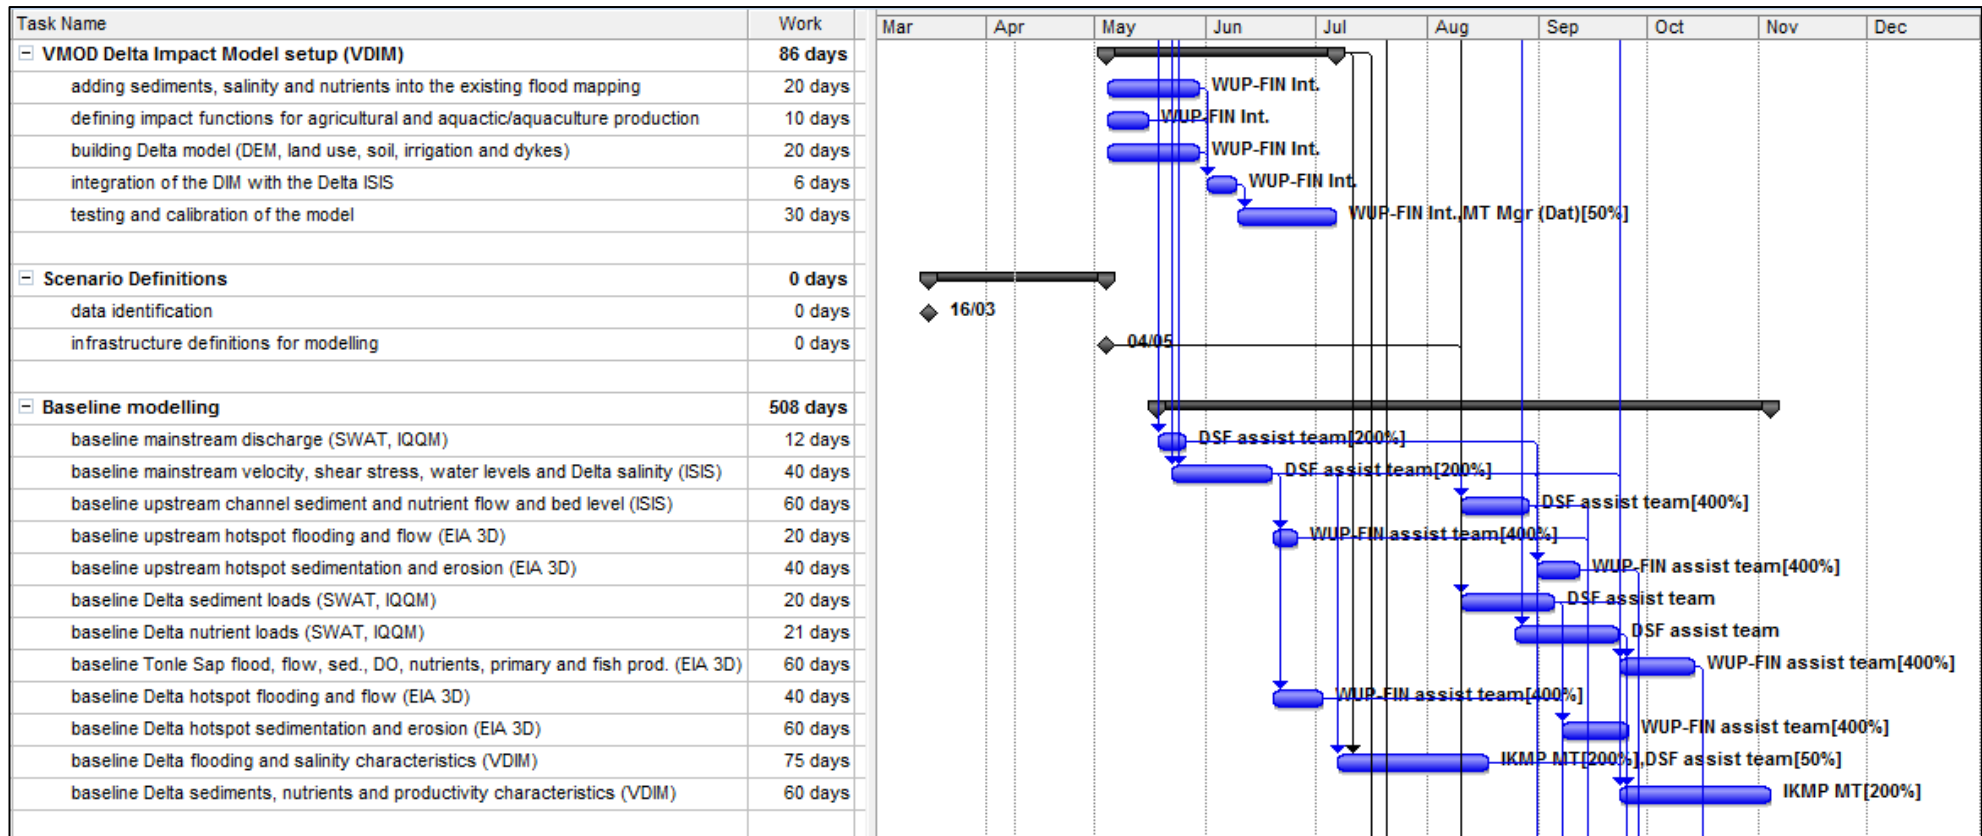 Task Name Work Mar Apr May Jun Jul Aug Sep Oct Nov Dec
VMOD Delta Impact Model setup (VDIM) 86 days
adding sediments, salinity and nutrients into the existing flood mapping 20 days WUP-FIN Int.
defining impact functions for agricultural and aquactic/aquaculture production 10 days WUP-FIN Int.
building Delta model (DEM, land use, soil, irrigation and dykes) 20 days WUP-FIN Int.
integration of the DIM with the Delta ISIS 6 days WUP-FIN Int.
testing and calibration of the model 30 days WUP-FIN Int.,MT Mgr (Dat)[50%]
Scenario Definitions 0 days
data identification 0 days 16/03
infrastructure definitions for modelling 0 days 04/05
Baseline modelling 508 days
baseline mainstream discharge (SWAT, IQQM) 12 days DSF assist team[200%]
baseline mainstream velocity, shear stress, water levels and Delta salinity (ISIS) 40 days DSF assist team[200%]
baseline upstream channel sediment and nutrient flow and bed level (ISIS) 60 days DSF assist team[400%]
baseline upstream hotspot flooding and flow (EIA 3D) 20 days WUP-FIN assist team[400%]
baseline upstream hotspot sedimentation and erosion (EIA 3D) 40 days WUP-FIN assist team[400%]
baseline Delta sediment loads (SWAT, IQQM) 20 days DSF assist team
baseline Delta nutrient loads (SWAT, IQQM) 21 days DSF assist team
baseline Tonle Sap flood, flow, sed., DO, nutrients, primary and fish prod. (EIA 3D) 60 days WUP-FIN assist team[400%]
baseline Delta hotspot flooding and flow (EIA 3D) 40 days WUP-FIN assist team[400%]
baseline Delta hotspot sedimentation and erosion (EIA 3D) 60 days WUP-FIN assist team[400%]
baseline Delta flooding and salinity characteristics (VDIM) 75 days IKMP MT[200%],DSF assist team[50%]
baseline Delta sediments, nutrients and productivity characteristics (VDIM) 60 days IKMP MT[200%]